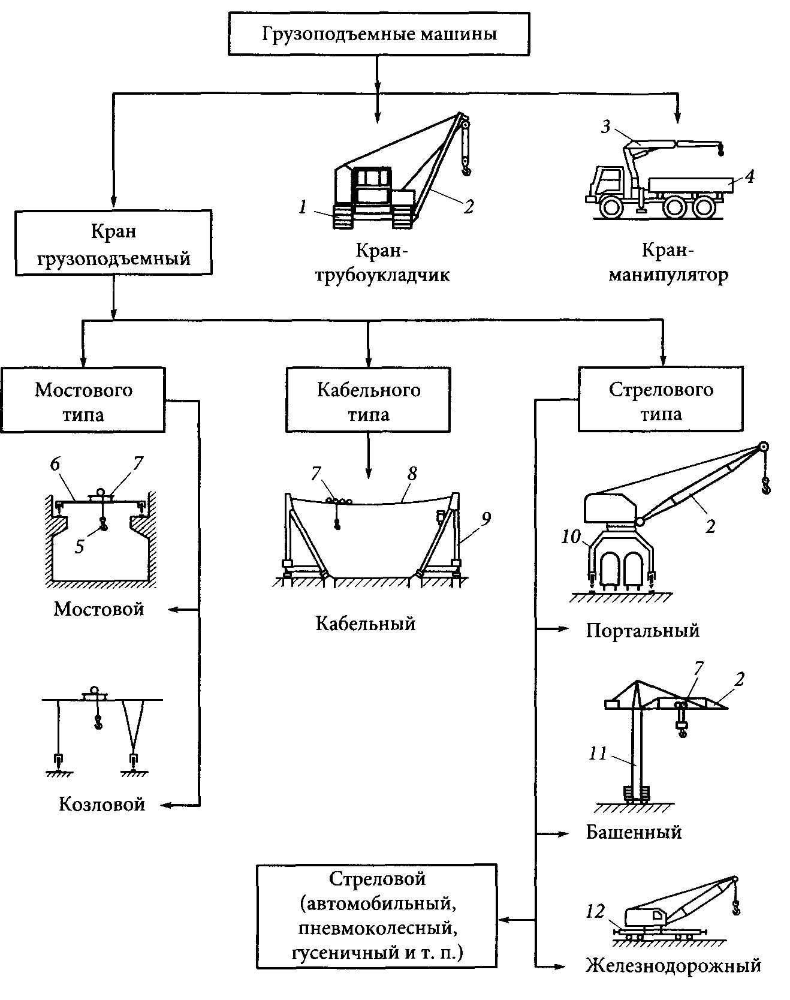 Грузоподъемные машины
3
4
1
2
Кран
грузоподъемный
Кран-
трубоукладчик
Кран-
манипулятор
Мостового
типа
Кабельного
типа
Стрелового
типа
6
7
5
Мостовой
7
8
9
Кабельный
2
10
Портальный
Козловой
7
2
11
Башенный
Стреловой
(автомобильный,
пневмоколесный,
гусеничный и т. п.)
12
Железнодорожный